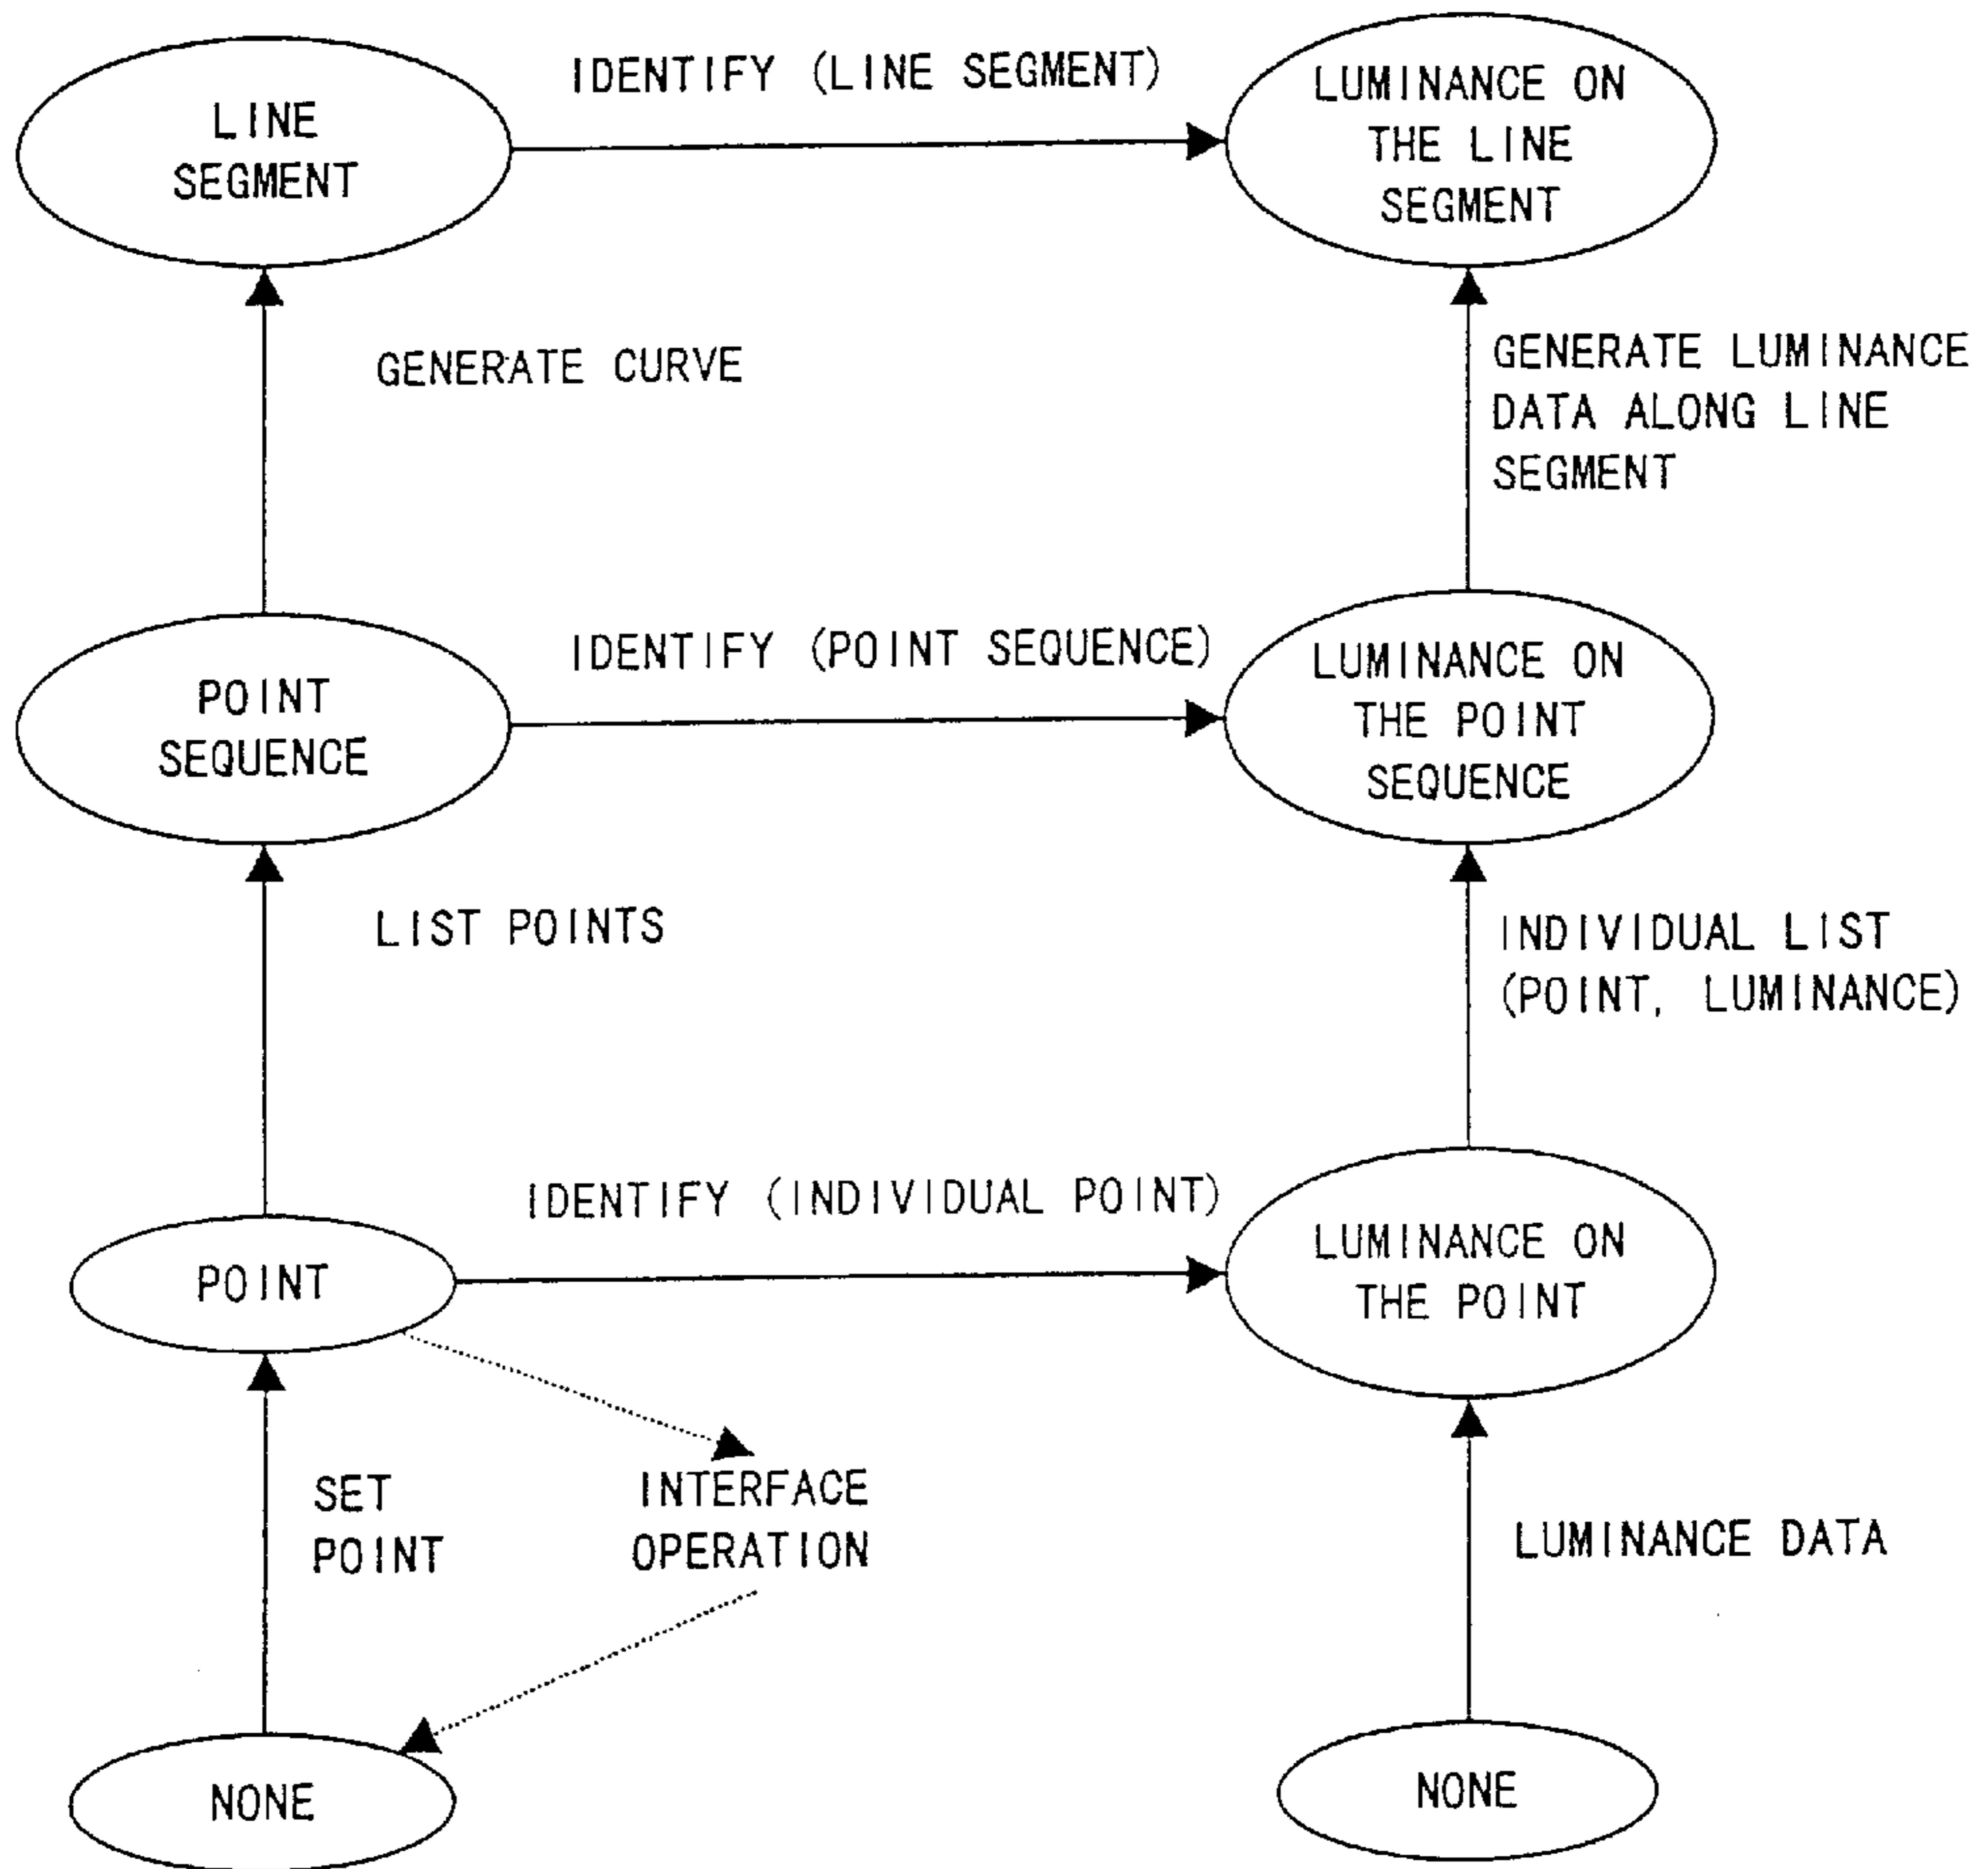 LINE
SEGMENT
IDENTIFY (LINE SEGMENT)
LUMINANCE ON
THE LINE
SEGMENT
GENERATE CURVE
GENERATE LUMINANCE
DATA ALONG LINE
SEGMENT
POINT
SEQUENCE
IDENTIFY (POINT SEQUENCE)
LUMINANCE ON
THE POINT
SEQUENCE
LIST POINTS
INDIVIDUAL LIST
(POINT, LUMINANCE)
POINT
IDENTIFY (INDIVIDUAL POINT)
LUMINANCE ON
THE POINT
SET
POINT
INTERFACE
OPERATION
LUMINANCE DATA
NONE
NONE